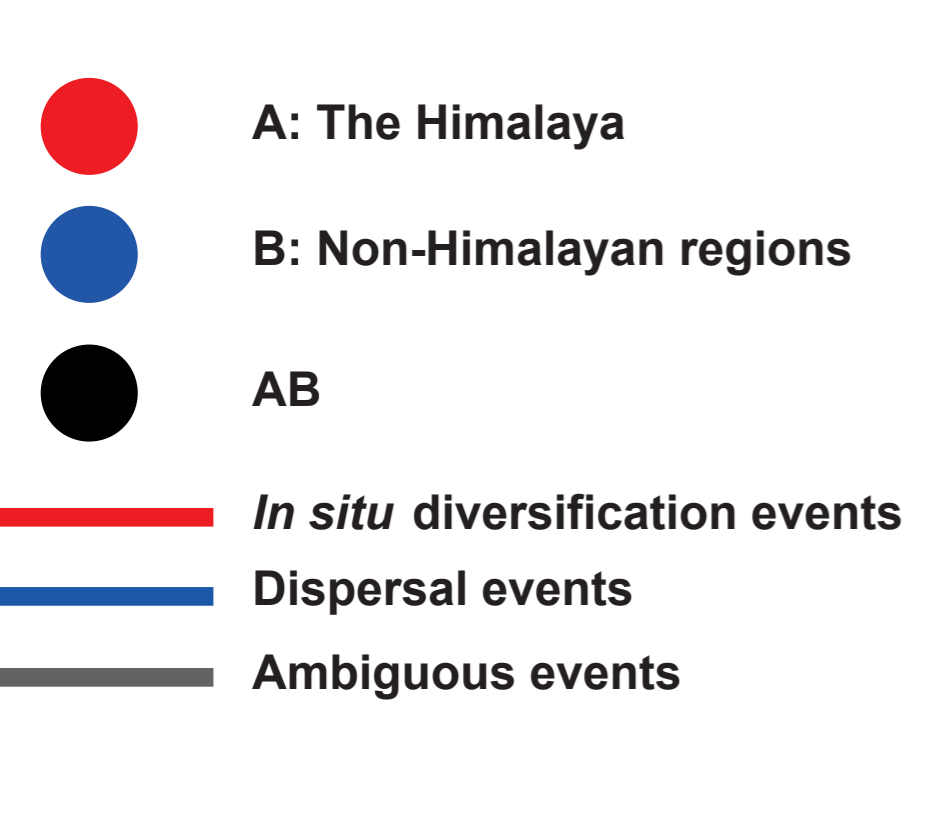 A: The Himalaya
B: Non-Himalayan regions
AB
In situ diversification events
Dispersal events
Ambiguous events